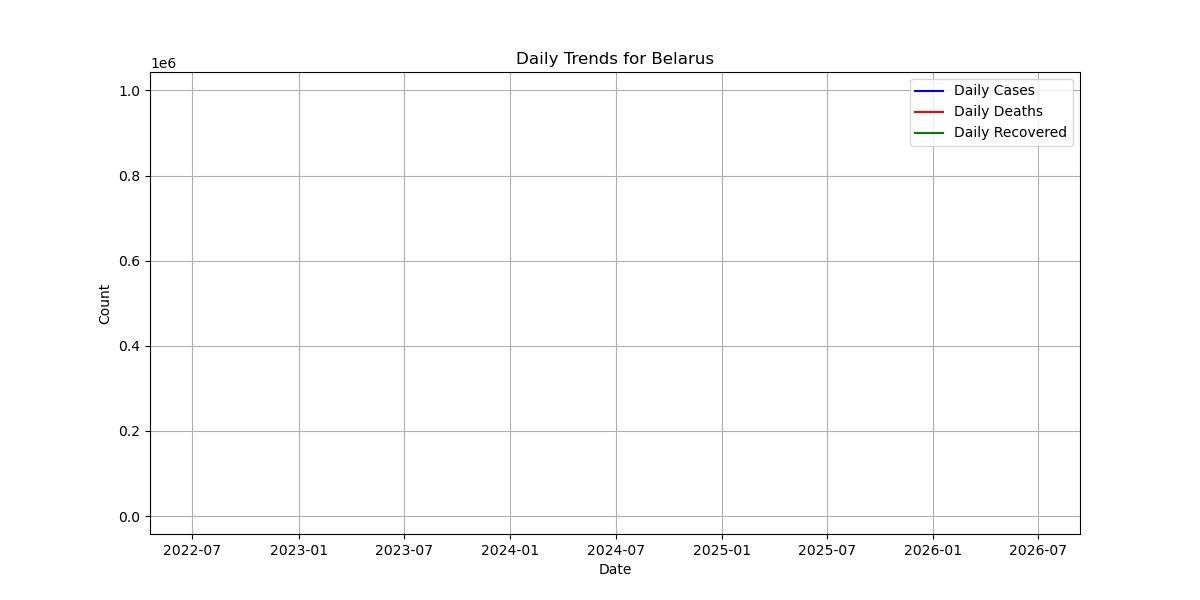 Daily Trends for Belarus
1e6
1.0
0.8
0.6
0.4
0.2
0.0
Count
Daily Cases
Daily Deaths
Daily Recovered
2022-07 2023-01 2023-07 2024-01 2024-07 2025-01 2025-07 2026-01 2026-07
Date